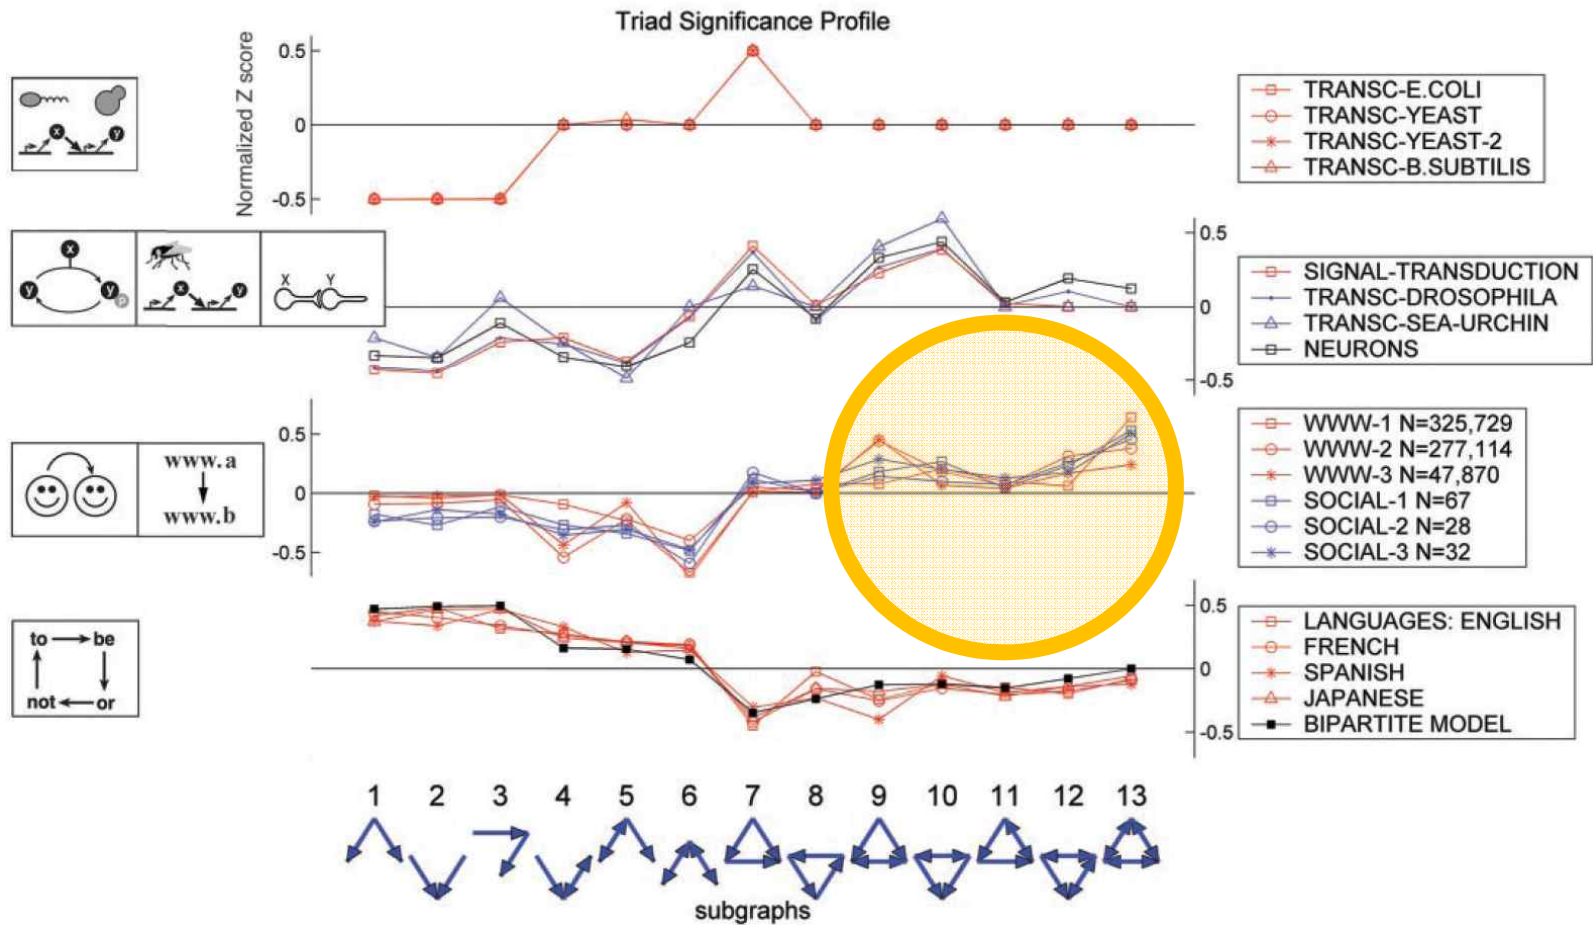 Triad Significance Profile
Normalized Z score
0.5
0
-0.5
x
y
TRANSC-E.COLI
TRANSC-YEAST
TRANSC-YEAST-2
TRANSC-B.SUBTILIS
x
y
y
P
x
y
X
Y
0.5
0
-0.5
SIGNAL-TRANSDUCTION
TRANSC-DROSOPHILA
TRANSC-SEA-URCHIN
NEURONS
www.a
www.b
0.5
0
-0.5
WWW-1 N=325,729
WWW-2 N=277,114
WWW-3 N=47,870
SOCIAL-1 N=67
SOCIAL-2 N=28
SOCIAL-3 N=32
to be
not or
0.5
0
-0.5
LANGUAGES: ENGLISH
FRENCH
SPANISH
JAPANESE
BIPARTITE MODEL
1 2 3 4 5 6 7 8 9 10 11 12 13
subgraphs